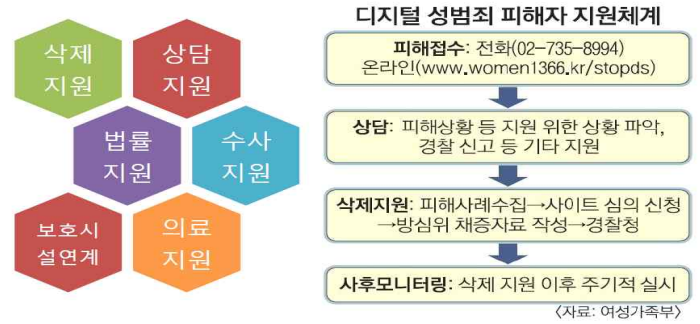 삭제
지원
상담
지원
법률
지원
수사
지원
보호시
설연계
의료
지원
디지털 성범죄 피해자 지원체계
피해접수: 전화(02-735-8994)
온라인(www.women1366.kr/stopds)
상담: 피해상황 등 지원 위한 상황 파악,
경찰 신고 등 기타 지원
삭제지원: 피해사례수집→사이트 심의 신청
→방심위 채증자료 작성→경찰청
사후모니터링: 삭제 지원 이후 주기적 실시
〈자료: 여성가족부〉